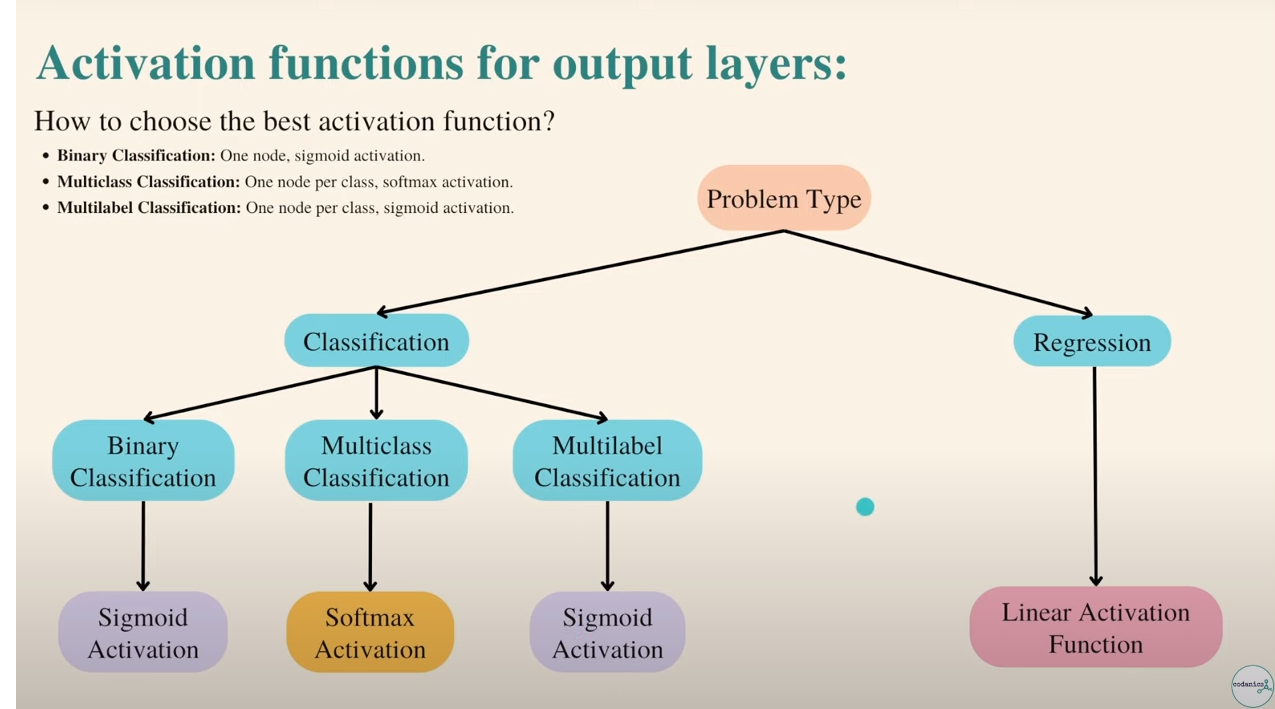 Activation functions for output layers:
How to choose the best activation function?
• Binary Classification: One node, sigmoid activation.
• Multiclass Classification: One node per class, softmax activation.
• Multilabel Classification: One node per class, sigmoid activation.
Problem Type
Classification
Regression
Binary
Classification
Multiclass
Classification
Multilabel
Classification
Sigmoid
Activation
Softmax
Activation
Sigmoid
Activation
Linear Activation
Function
codanics